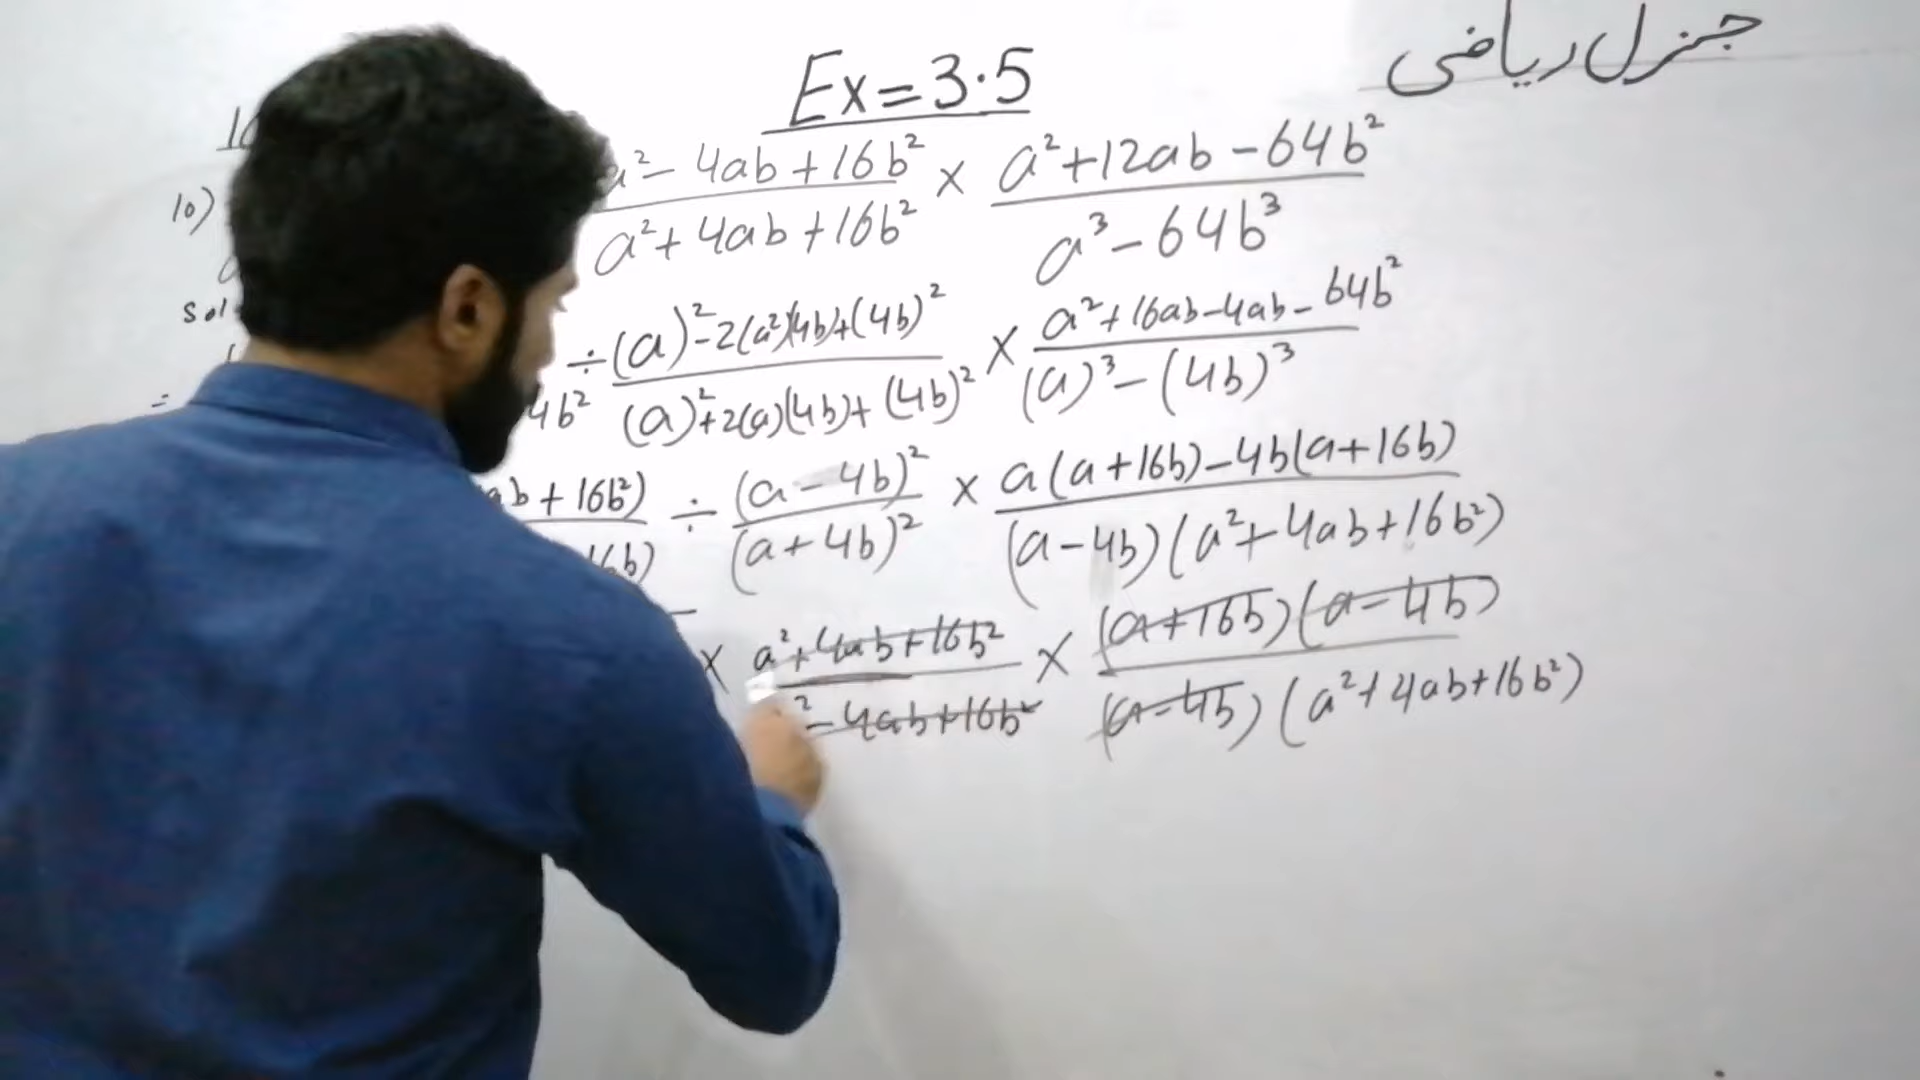 Ex=3.5
جنرل ریاضی
10) a² - 4ab + 16b² / a² + 4ab + 16b² × a² + 12ab - 64b² / a³ - 64b³
Sol
= 4b² ÷ (a)² - 2(a²)(4b) + (4b)² / (a)² + 2(a)(4b) + (4b)² × a² + 16ab - 4ab - 64b² / (a)³ - (4b)³
ab + 16b²) / 16b) ÷ (a - 4b)² / (a + 4b)² × a(a + 16b) - 4b(a + 16b) / (a - 4b)(a² + 4ab + 16b²)
× a² + 4ab + 16b² / ² - 4ab + 16b² × (a + 16b)(a - 4b) / (a - 4b)(a² + 4ab + 16b²)